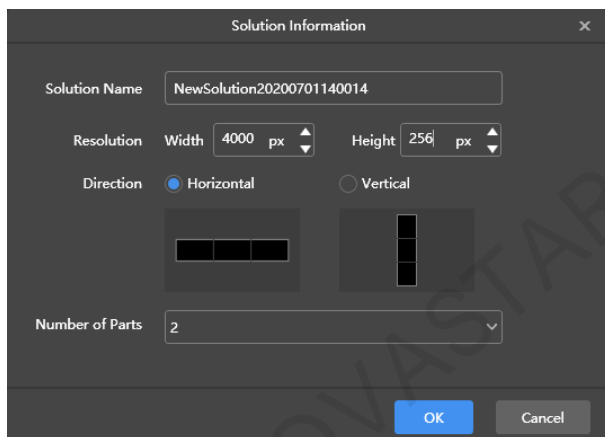 Solution Information
Solution Name NewSolution20200701140014
Resolution Width 4000 px Height 256 px
Direction Horizontal Vertical
Number of Parts 2
OK Cancel
OVASTAR